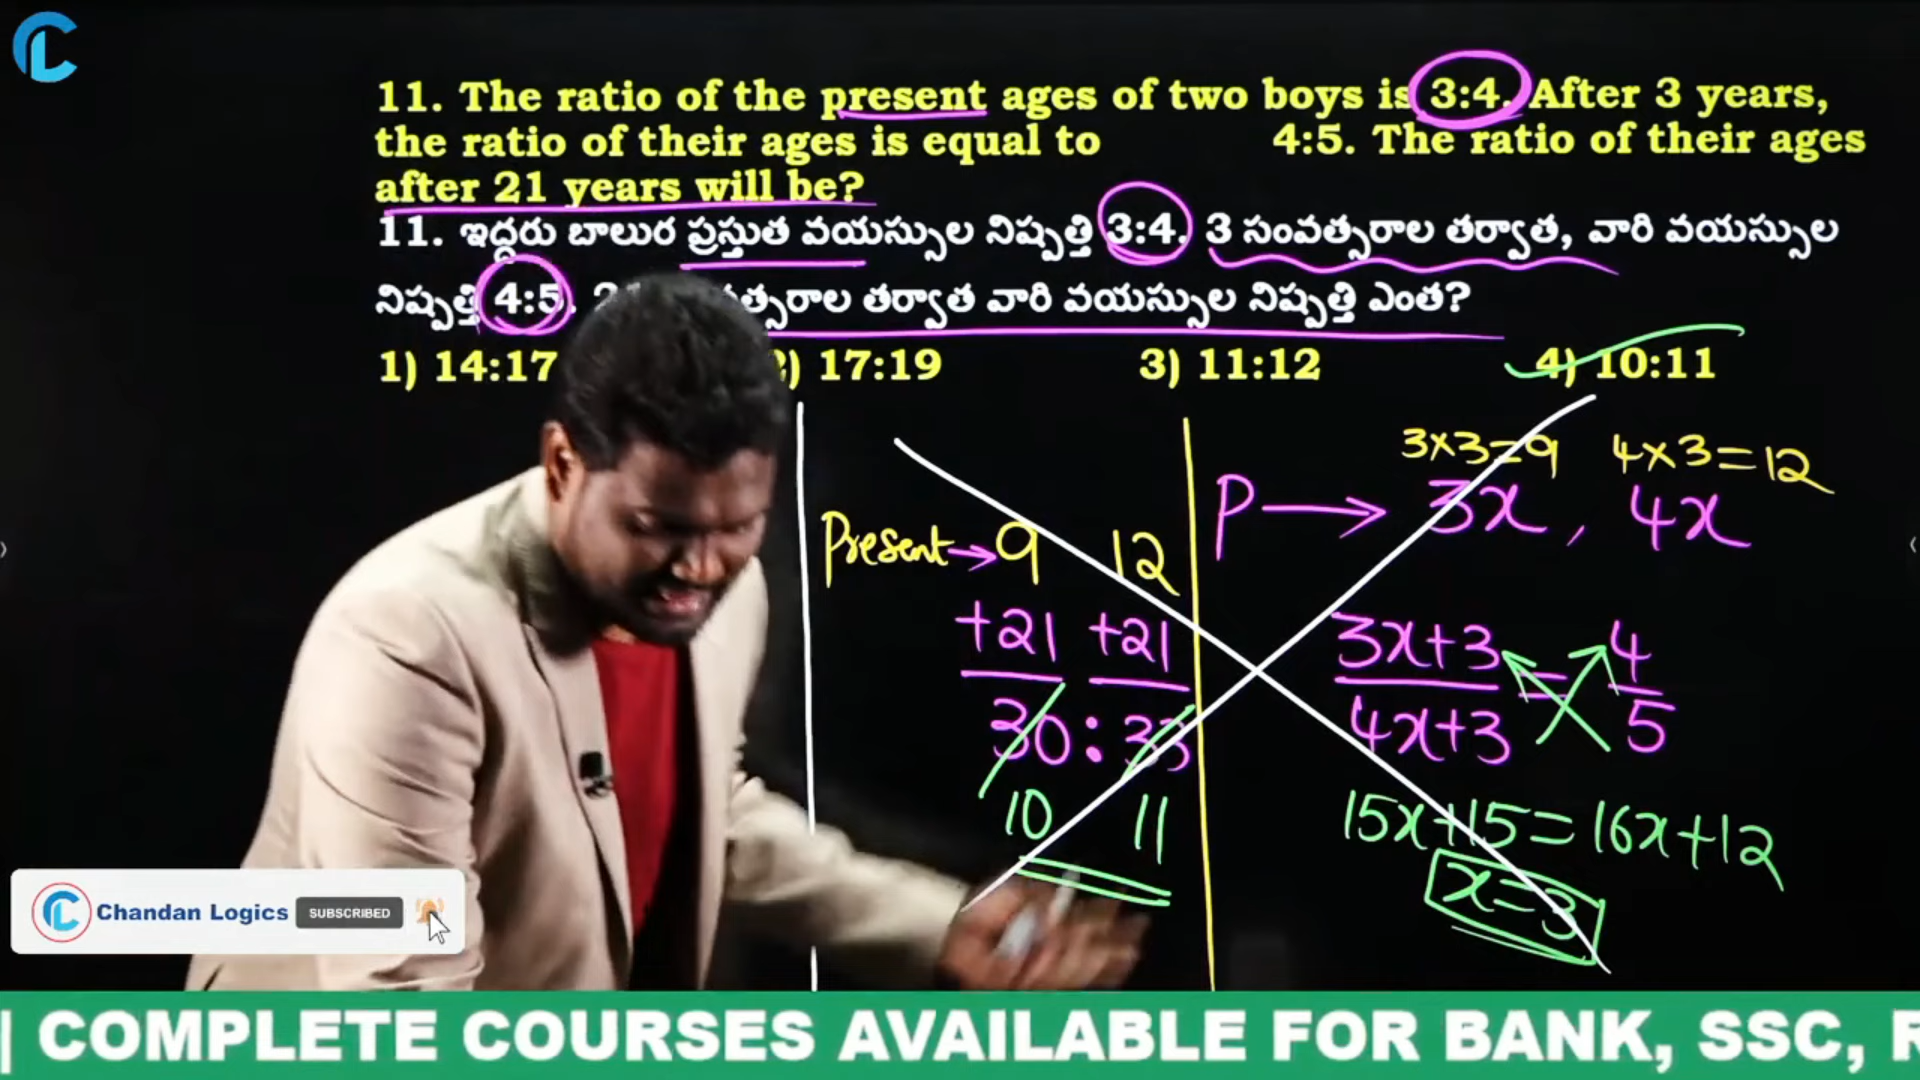 11. The ratio of the present ages of two boys is 3:4. After 3 years,
the ratio of their ages is equal to 4:5. The ratio of their ages
after 21 years will be?
11. ఇద్దరు బాలుర ప్రస్తుత వయస్సుల నిష్పత్తి 3:4. 3 సంవత్సరాల తర్వాత, వారి వయస్సుల
నిష్పత్తి 4:5. తర్వాత వారి వయస్సుల నిష్పత్తి ఎంత?
1) 14:17 2) 17:19 3) 11:12 4) 10:11
Present→ 9 12
+21 +21
30 : 33
10 11
3×3=9 4×3=12
P → 3x , 4x
3x+3 = 4
4x+3 5
15x+15=16x+12
x=3
Chandan Logics SUBSCRIBED
| COMPLETE COURSES AVAILABLE FOR BANK, SSC, R